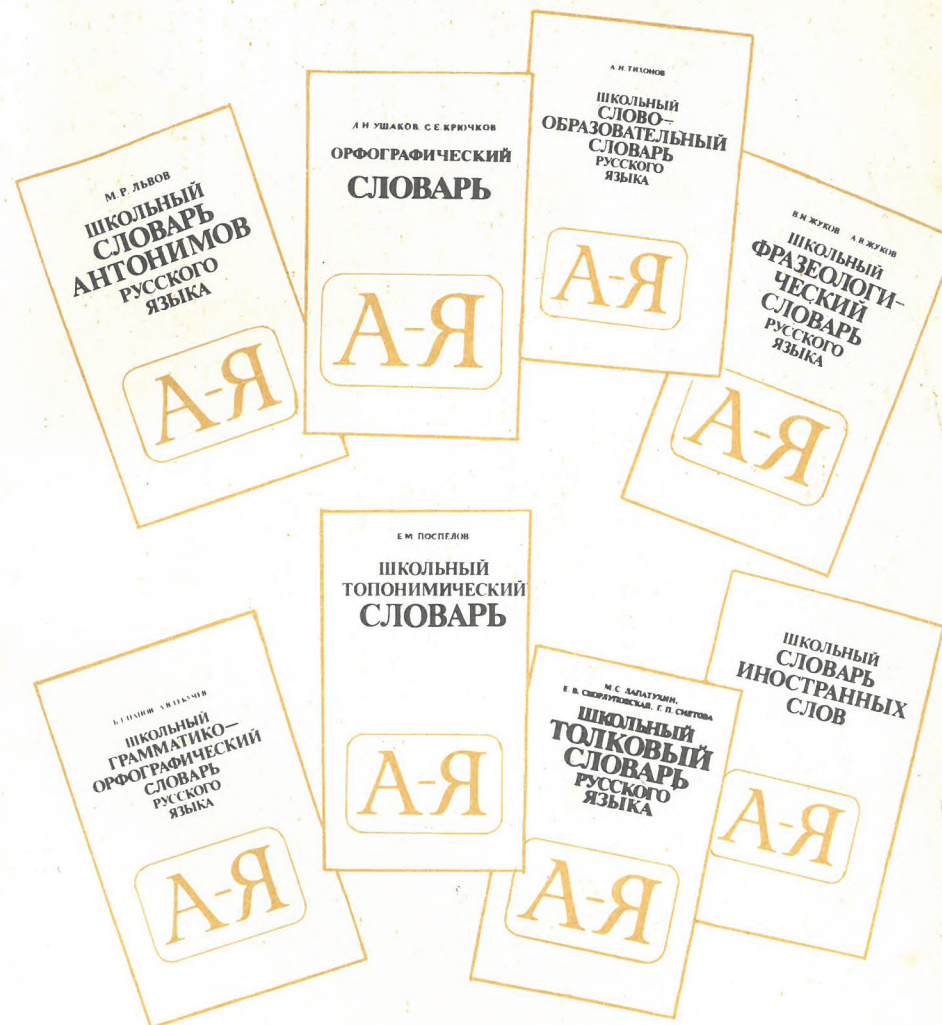 М. Р. ЛЬВОВ
ШКОЛЬНЫЙ
СЛОВАРЬ
АНТОНИМОВ
РУССКОГО
ЯЗЫКА
А-Я
Д Н УШАКОВ, С. Е. КРЮЧКОВ
ОРФОГРАФИЧЕСКИЙ
СЛОВАРЬ
А-Я
А. Н. ТИХОНОВ
ШКОЛЬНЫЙ
СЛОВО-
ОБРАЗОВАТЕЛЬНЫЙ
СЛОВАРЬ
РУССКОГО
ЯЗЫКА
А-Я
ЖУКОВ ЖУКОВ
ШКОЛЬНЫЙ
ФРАЗЕОЛОГИ-
ЧЕСКИЙ
СЛОВАРЬ
РУССКОГО
ЯЗЫКА
А-Я
ШКОЛЬНЫЙ
ГРАММАТИКО-
ОРФОГРАФИЧЕСКИЙ
СЛОВАРЬ
РУССКОГО
ЯЗЫКА
А-Я
Е М ПОСПЕЛОВ
ШКОЛЬНЫЙ
ТОПОНИМИЧЕСКИЙ
СЛОВАРЬ
А-Я
М. С. ЛАПАТУХИН,
Е. В. СКОРЛУПОВСКАЯ, Г. П. СНЕТОВА
ШКОЛЬНЫЙ
ТОЛКОВЫЙ
СЛОВАРЬ
РУССКОГО
ЯЗЫКА
А-Я
ШКОЛЬНЫЙ
СЛОВАРЬ
ИНОСТРАННЫХ
СЛОВ
А-Я